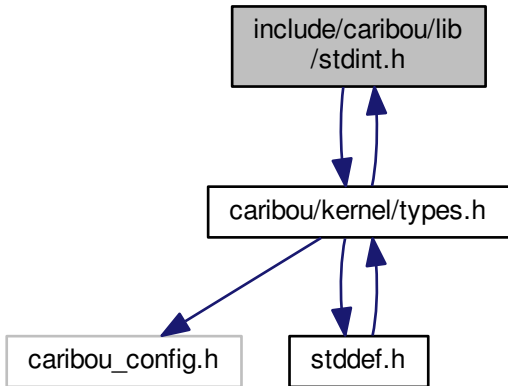 include/caribou/lib
/stdint.h
caribou/kernel/types.h
caribou_config.h
stddef.h